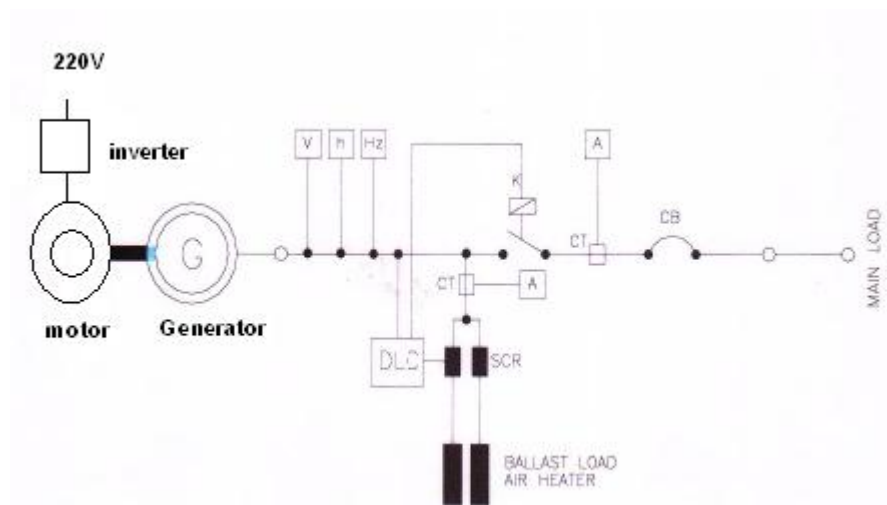 220V
inverter
V
h
Hz
A
K
CB
CT
G
MAIN LOAD
CT
A
motor
Generator
DLC
SCR
BALLAST LOAD
AIR HEATER